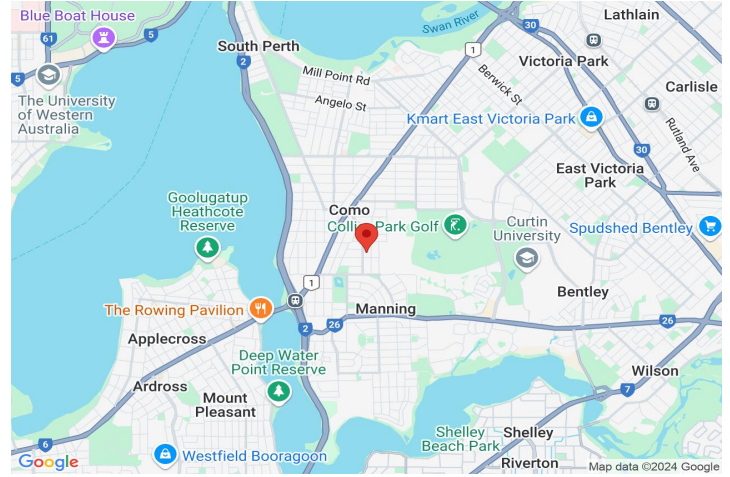 Blue Boat House
Lathlain
Swan River
61
5
30
South Perth
1
2
Victoria Park
5
Mill Point Rd
Berwick St
Carlisle
The University
of Western
Australia
Angelo St
Kmart East Victoria Park
Rutland Ave
30
East Victoria
Park
Goolugatup
Heathcote
Reserve
Como
Collier Park Golf
Curtin
University
Spudshed Bentley
1
Bentley
The Rowing Pavilion
Manning
2
26
26
Applecross
Deep Water
Point Reserve
Wilson
Ardross
Mount
Pleasant
7
6
Shelley
Beach Park
Shelley
Westfield Booragoon
Riverton
Google
Map data ©2024 Google